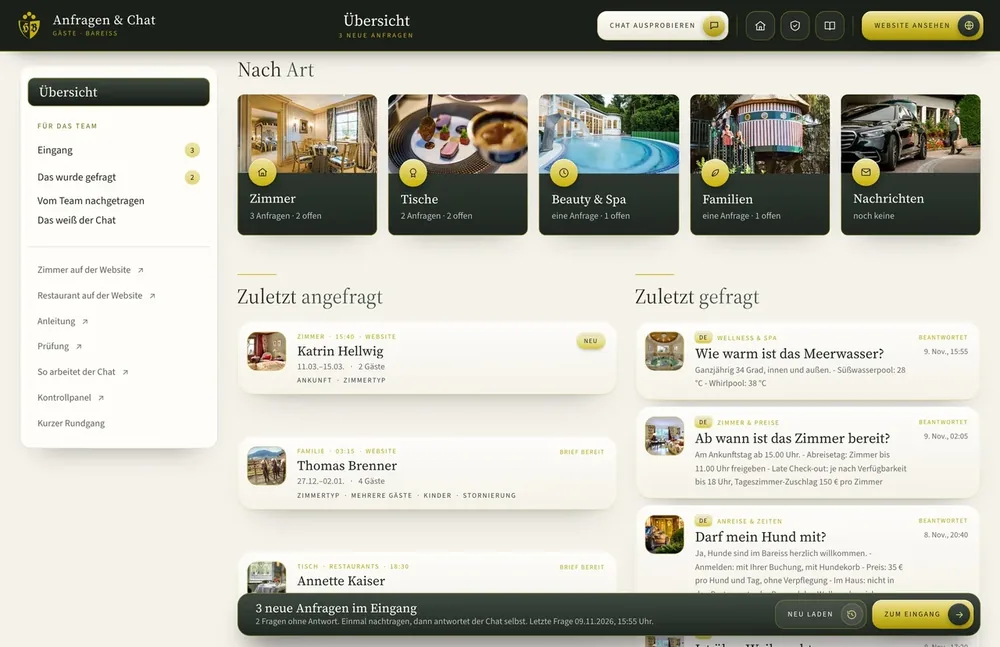 Anfragen & Chat
GÄSTE · BAREISS
Übersicht
3 NEUE ANFRAGEN
CHAT AUSPROBIEREN
WEBSITE ANSEHEN
Übersicht
FÜR DAS TEAM
Eingang 3
Das wurde gefragt 2
Vom Team nachgetragen
Das weiß der Chat
Zimmer auf der Website ↗
Restaurant auf der Website ↗
Anleitung ↗
Prüfung ↗
So arbeitet der Chat ↗
Kontrollpanel ↗
Kurzer Rundgang
Nach Art
Zimmer
3 Anfragen · 2 offen
Tische
2 Anfragen · 2 offen
Beauty & Spa
eine Anfrage · 1 offen
Familien
eine Anfrage · 1 offen
Nachrichten
noch keine
Zuletzt angefragt
ZIMMER · 15:40 · WEBSITE
NEU
Katrin Hellwig
11.03.–15.03. · 2 Gäste
ANKUNFT · ZIMMERTYP
FAMILIE · 03:15 · WEBSITE
BRIEF BEREIT
Thomas Brenner
27.12.–02.01. · 4 Gäste
ZIMMERTYP · MEHRERE GÄSTE · KINDER · STORNIERUNG
TISCH · RESTAURANTS · 18:30
BRIEF BEREIT
Annette Kaiser
Zuletzt gefragt
DE WELLNESS & SPA
BEANTWORTET
Wie warm ist das Meerwasser?
9. Nov., 15:55
Ganzjährig 34 Grad, innen und außen. - Süßwasserpool: 28
°C - Whirlpool: 38 °C
DE ZIMMER & PREISE
BEANTWORTET
Ab wann ist das Zimmer bereit?
9. Nov., 02:05
Am Ankunftstag ab 15.00 Uhr. - Abreisetag: Zimmer bis
11.00 Uhr freigeben - Late Check-out: je nach Verfügbarkeit
bis 18 Uhr, Tageszimmer-Zuschlag 150 € pro Zimmer
DE ANREISE & ZEITEN
BEANTWORTET
Darf mein Hund mit?
8. Nov., 20:40
Ja, Hunde sind im Bareiss herzlich willkommen. -
Anmelden: mit Ihrer Buchung, mit Hundekorb - Preis: 35 €
pro Hund und Tag, ohne Verpflegung - Im Haus: nicht in
3 neue Anfragen im Eingang
2 Fragen ohne Antwort. Einmal nachtragen, dann antwortet der Chat selbst. Letzte Frage 09.11.2026, 15:55 Uhr.
NEU LADEN
ZUM EINGANG